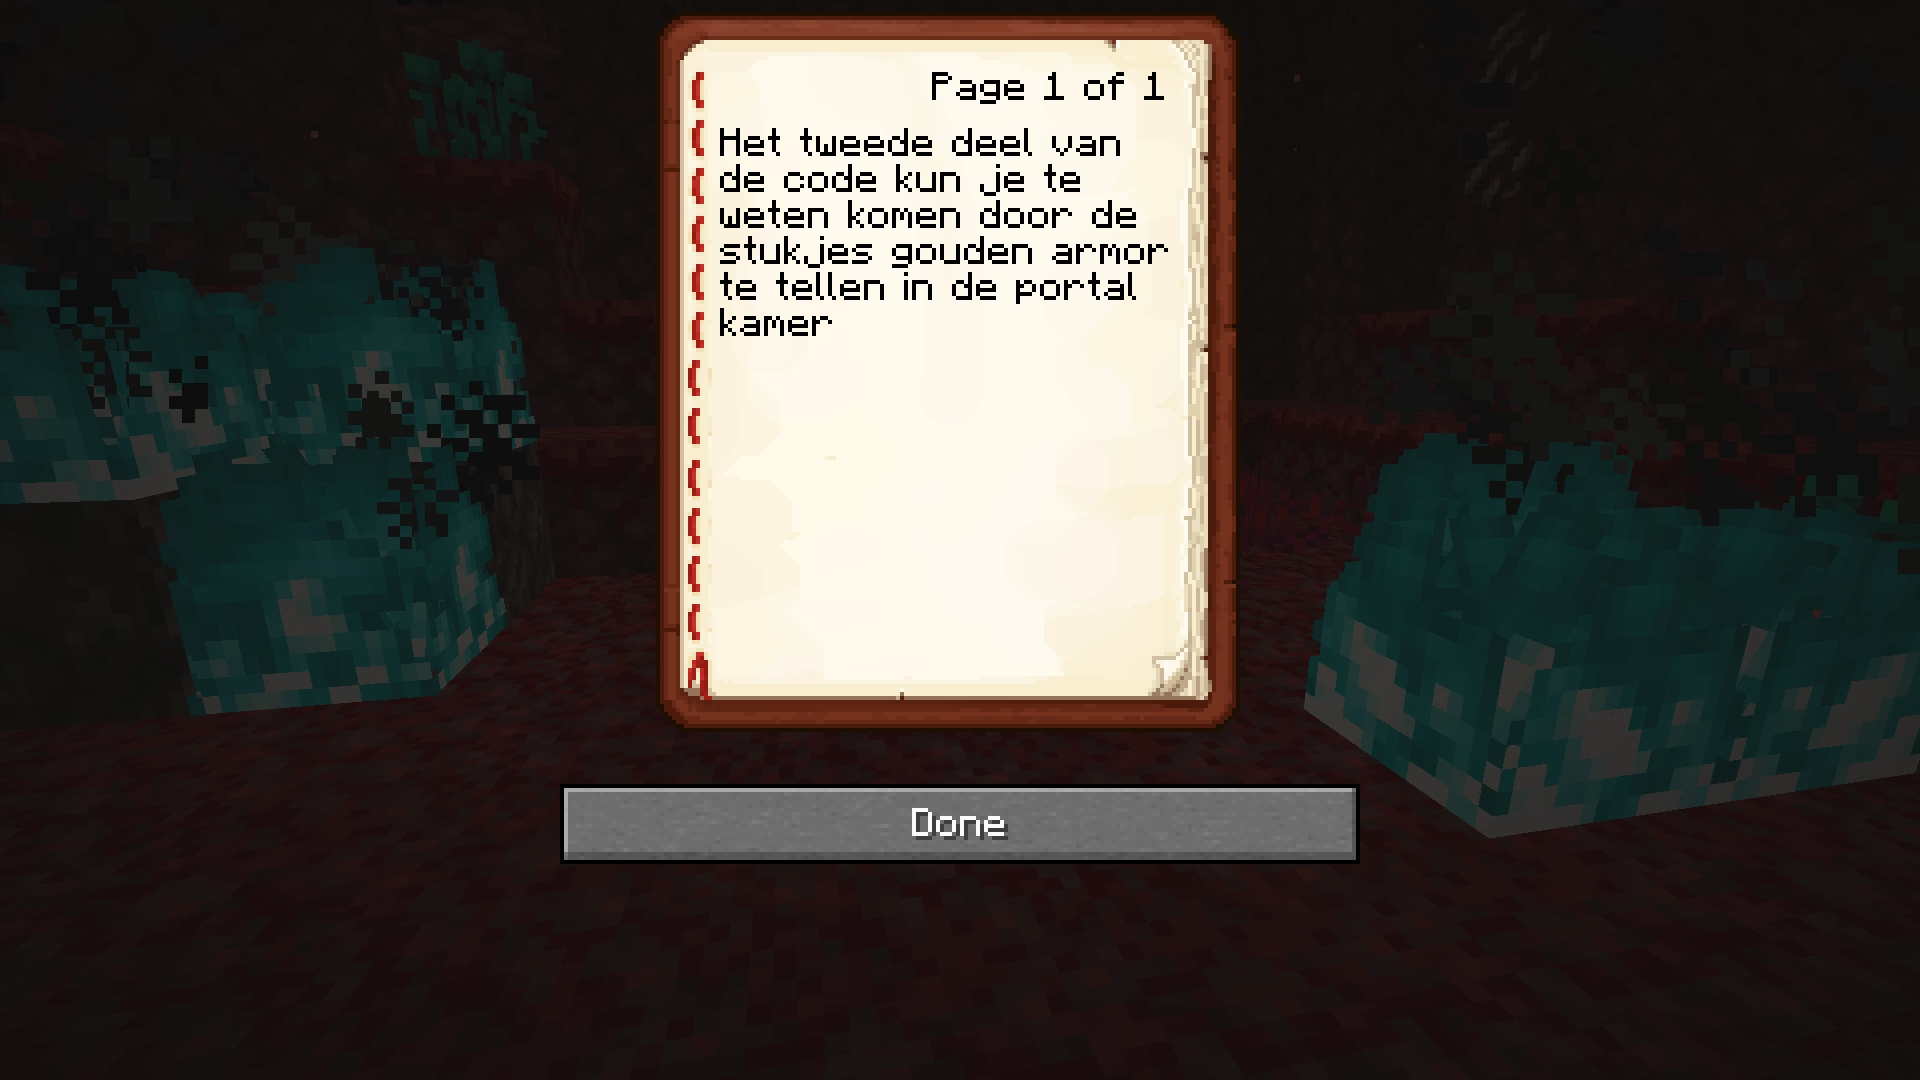 Page 1 of 1
Het tweede deel van
de code kun je te
weten komen door de
stukjes gouden armor
te tellen in de portal
kamer
Done